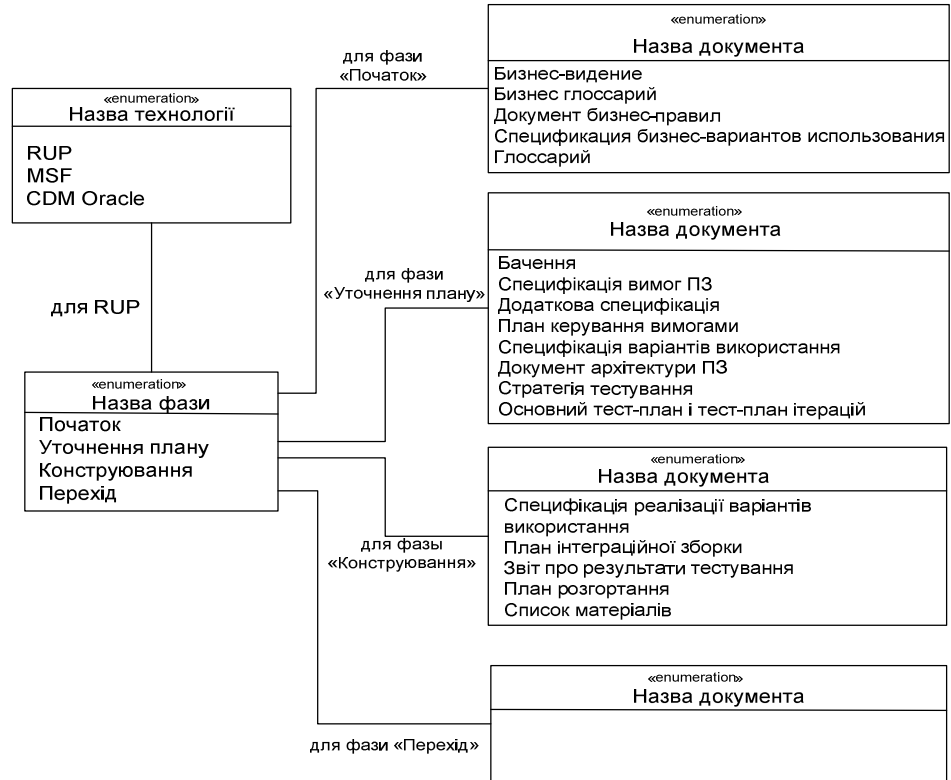 «enumeration»
Назва технології
RUP
MSF
CDM Oracle
для RUP
«enumeration»
Назва фази
Початок
Уточнення плану
Конструювання
Перехід
для фази
«Початок»
«enumeration»
Назва документа
Бизнес-видение
Бизнес глоссарий
Документ бизнес-правил
Спецификация бизнес-вариантов использования
Глоссарий
для фази
«Уточнення плану»
«enumeration»
Назва документа
Бачення
Специфікація вимог ПЗ
Додаткова специфікація
План керування вимогами
Специфікація варіантів використання
Документ архітектури ПЗ
Стратегія тестування
Основний тест-план і тест-план ітерацій
для фазы
«Конструювання»
«enumeration»
Назва документа
Специфікація реалізації варіантів
використання
План інтеграційної зборки
Звіт про результати тестування
План розгортання
Список матеріалів
для фази «Перехід»
«enumeration»
Назва документа